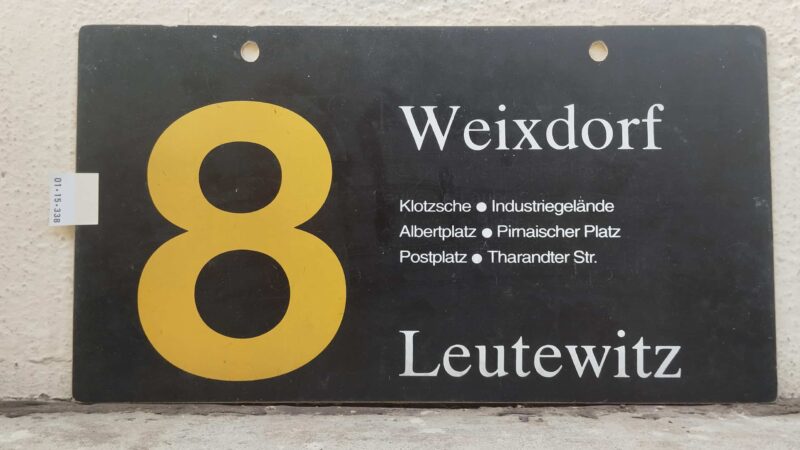 8
Weixdorf
Klotzsche ● Industriegelände
Albertplatz ● Pirnaischer Platz
Postplatz ● Tharandter Str.
Leutewitz
01-15-338